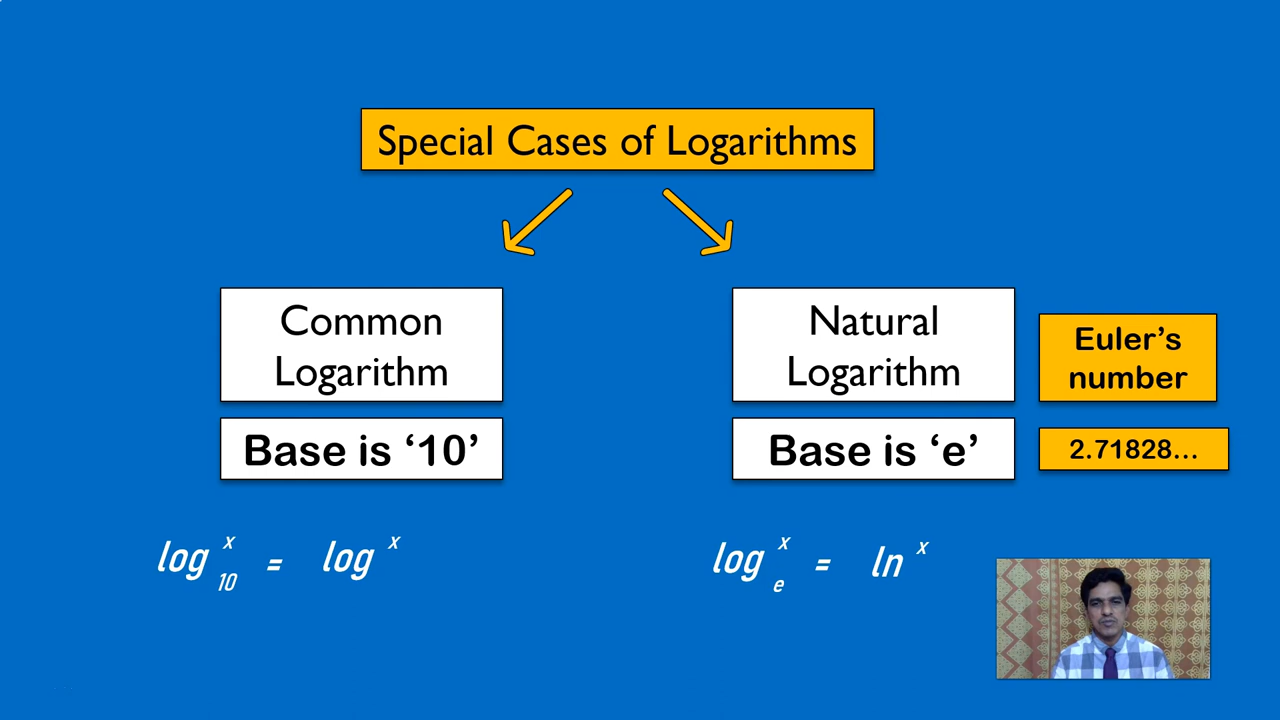 Special Cases of Logarithms
Common
Logarithm
Base is ‘10’
Natural
Logarithm
Base is ‘e’
Euler’s
number
2.71828...
log x 10 = log x
log x e = ln x